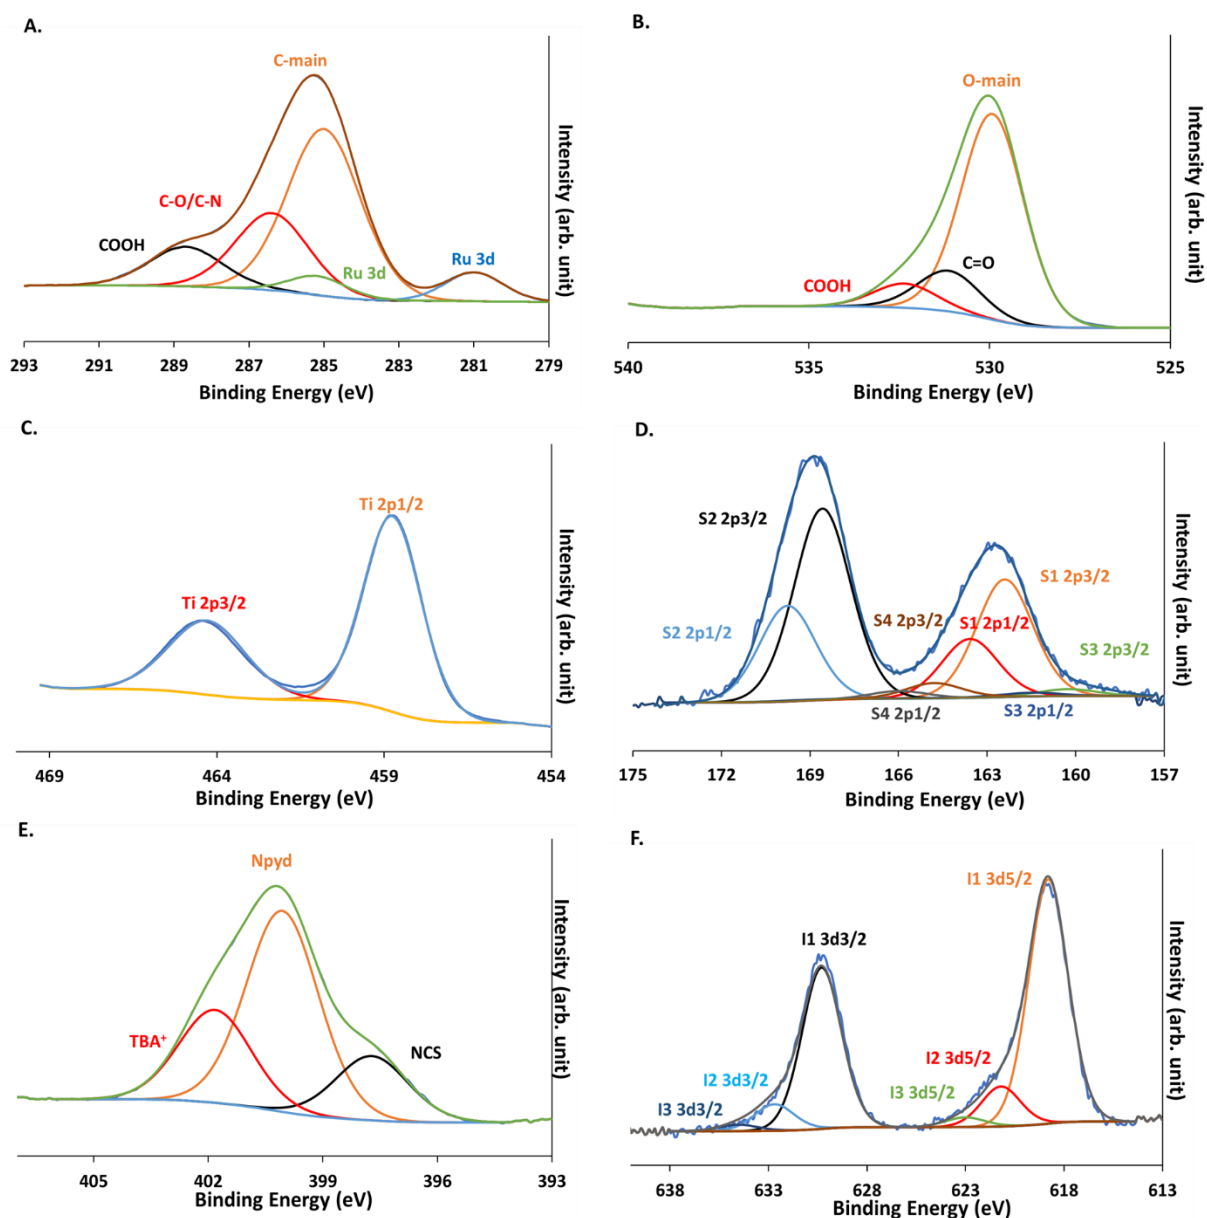 A.
C-main
C-O/C-N
COOH
Ru 3d
Ru 3d
Intensity (arb. unit)
293 291 289 287 285 283 281 279
Binding Energy (eV)
B.
O-main
C=O
COOH
Intensity (arb. unit)
540 535 530 525
Binding Energy (eV)
C.
Ti 2p1/2
Ti 2p3/2
Intensity (arb. unit)
469 464 459 454
Binding Energy (eV)
D.
S2 2p3/2
S1 2p3/2
S4 2p3/2
S1 2p1/2
S2 2p1/2
S3 2p3/2
S4 2p1/2
S3 2p1/2
Intensity (arb. unit)
175 172 169 166 163 160 157
Binding Energy (eV)
E.
Npyd
TBA⁺
NCS
Intensity (arb. unit)
405 402 399 396 393
Binding Energy (eV)
F.
I1 3d5/2
I1 3d3/2
I2 3d5/2
I2 3d3/2
I3 3d5/2
I3 3d3/2
Intensity (arb. unit)
638 633 628 623 618 613
Binding Energy (eV)